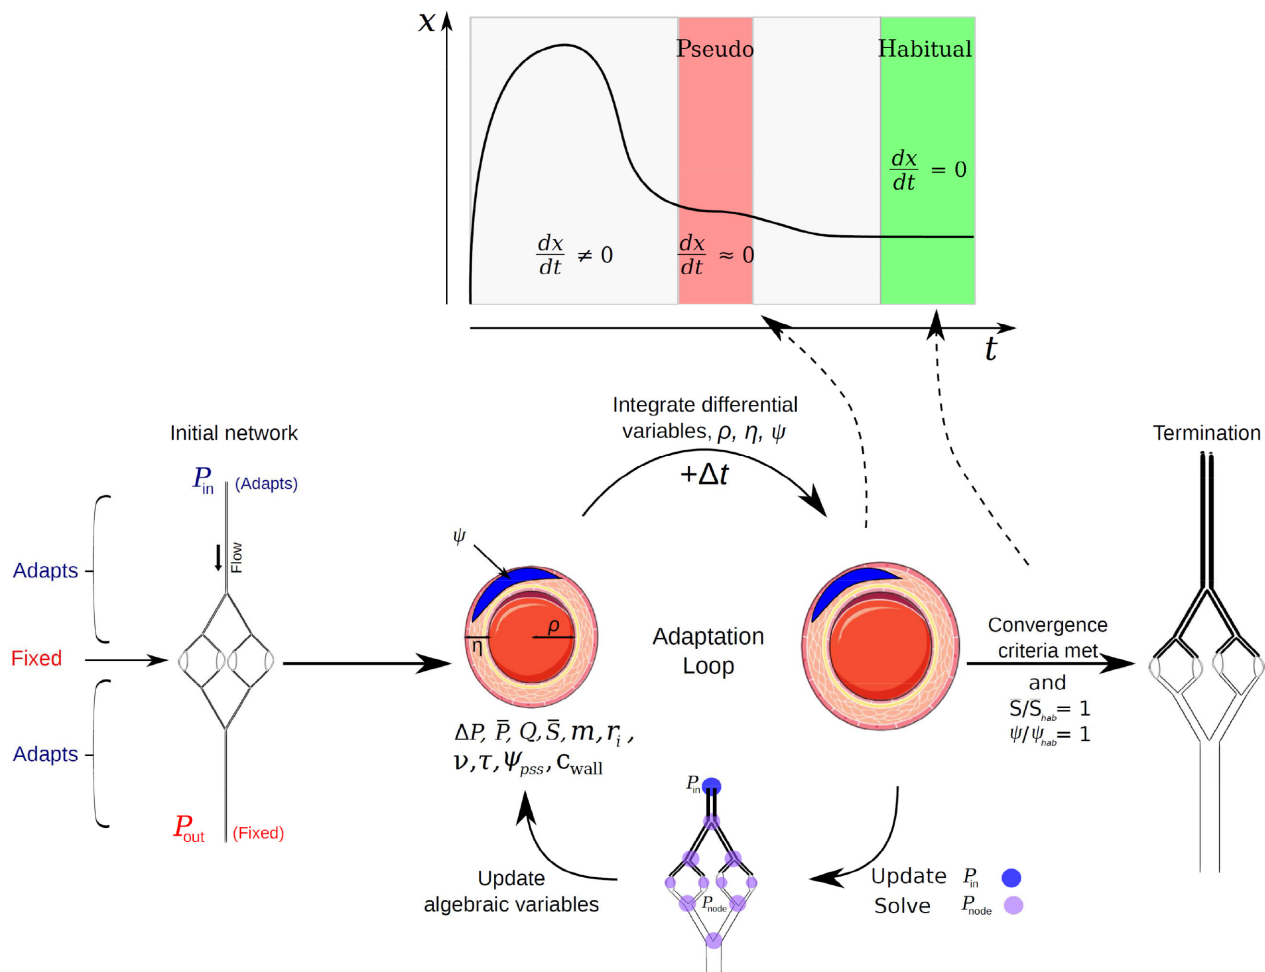 x
Pseudo
Habitual
dx/dt ≠ 0
dx/dt ≈ 0
dx/dt = 0
t
Initial network
P_in (Adapts)
Flow
Adapts
Fixed
Adapts
P_out (Fixed)
Integrate differential
variables, ρ, η, ψ
+Δt
ψ
η
ρ
Adaptation
Loop
ΔP, P̄, Q, S̄, m, r_i,
ν, τ, Ψ_pss, c_wall
Update
algebraic variables
P_in
P_node
Update P_in
Solve P_node
Convergence
criteria met
and
S̄/S̄_hab = 1
ψ/ψ_hab = 1
Termination